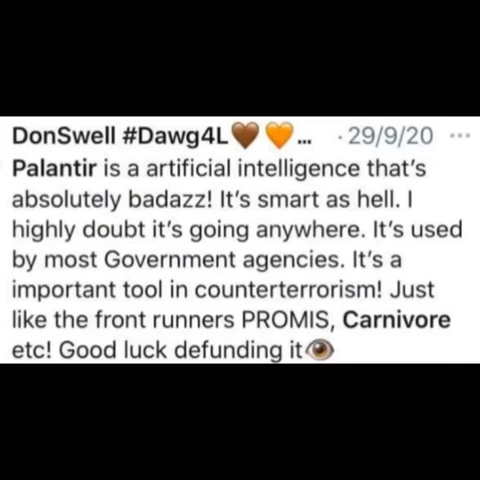 DonSwell #Dawg4L🤎🧡... · 29/9/20 ...
Palantir is a artificial intelligence that's
absolutely badazz! It's smart as hell. I
highly doubt it's going anywhere. It's used
by most Government agencies. It's a
important tool in counterterrorism! Just
like the front runners PROMIS, Carnivore
etc! Good luck defunding it👁️